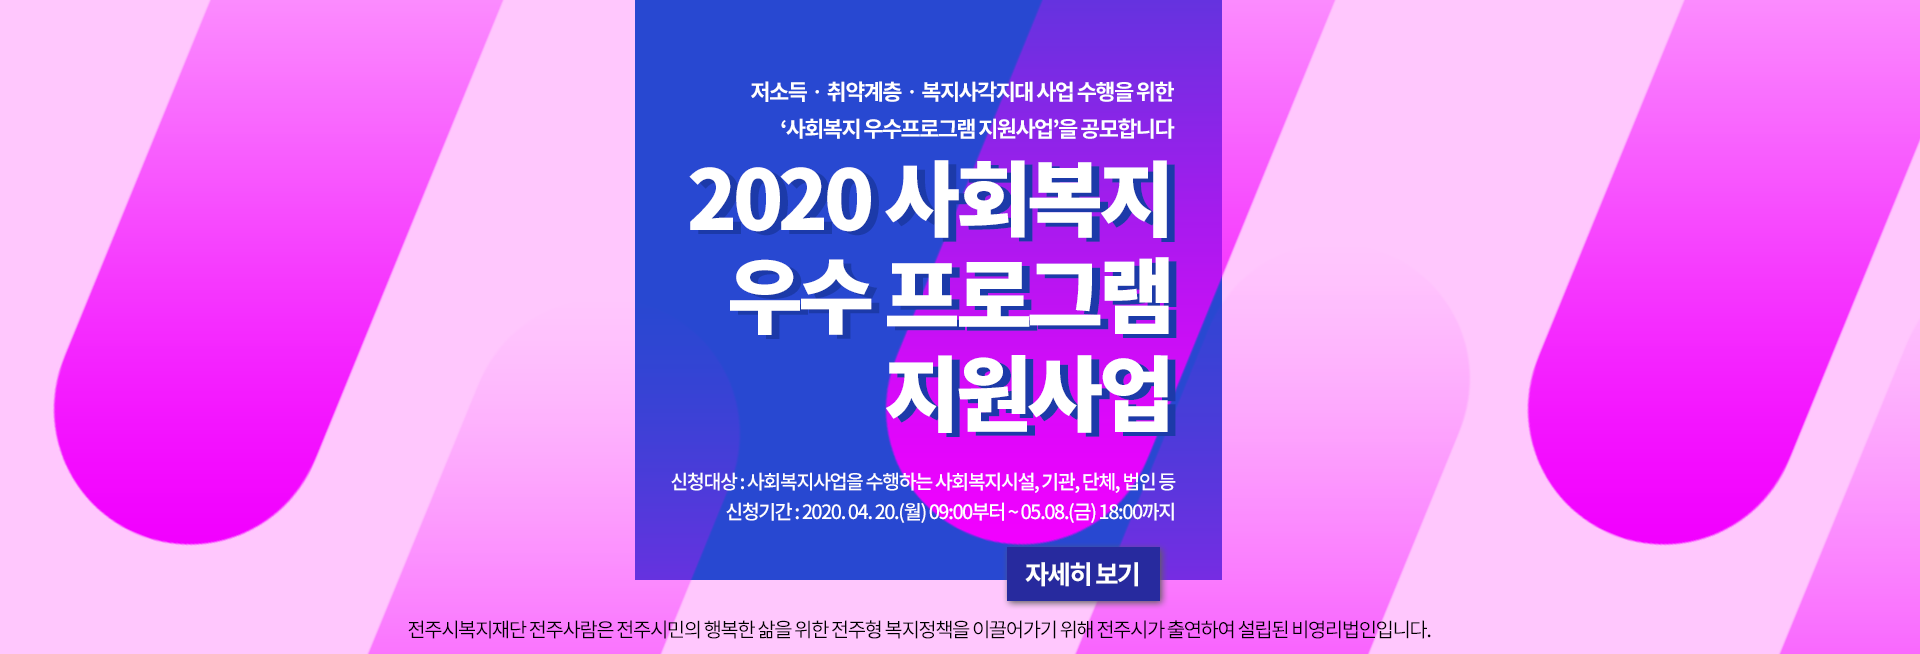 저소득 · 취약계층 · 복지사각지대 사업 수행을 위한
‘사회복지 우수프로그램 지원사업’을 공모합니다
2020 사회복지
우수 프로그램
지원사업
신청대상 : 사회복지사업을 수행하는 사회복지시설, 기관, 단체, 법인 등
신청기간 : 2020. 04. 20.(월) 09:00부터 ~ 05.08.(금) 18:00까지
자세히 보기
전주시복지재단 전주사람은 전주시민의 행복한 삶을 위한 전주형 복지정책을 이끌어가기 위해 전주시가 출연하여 설립된 비영리법인입니다.